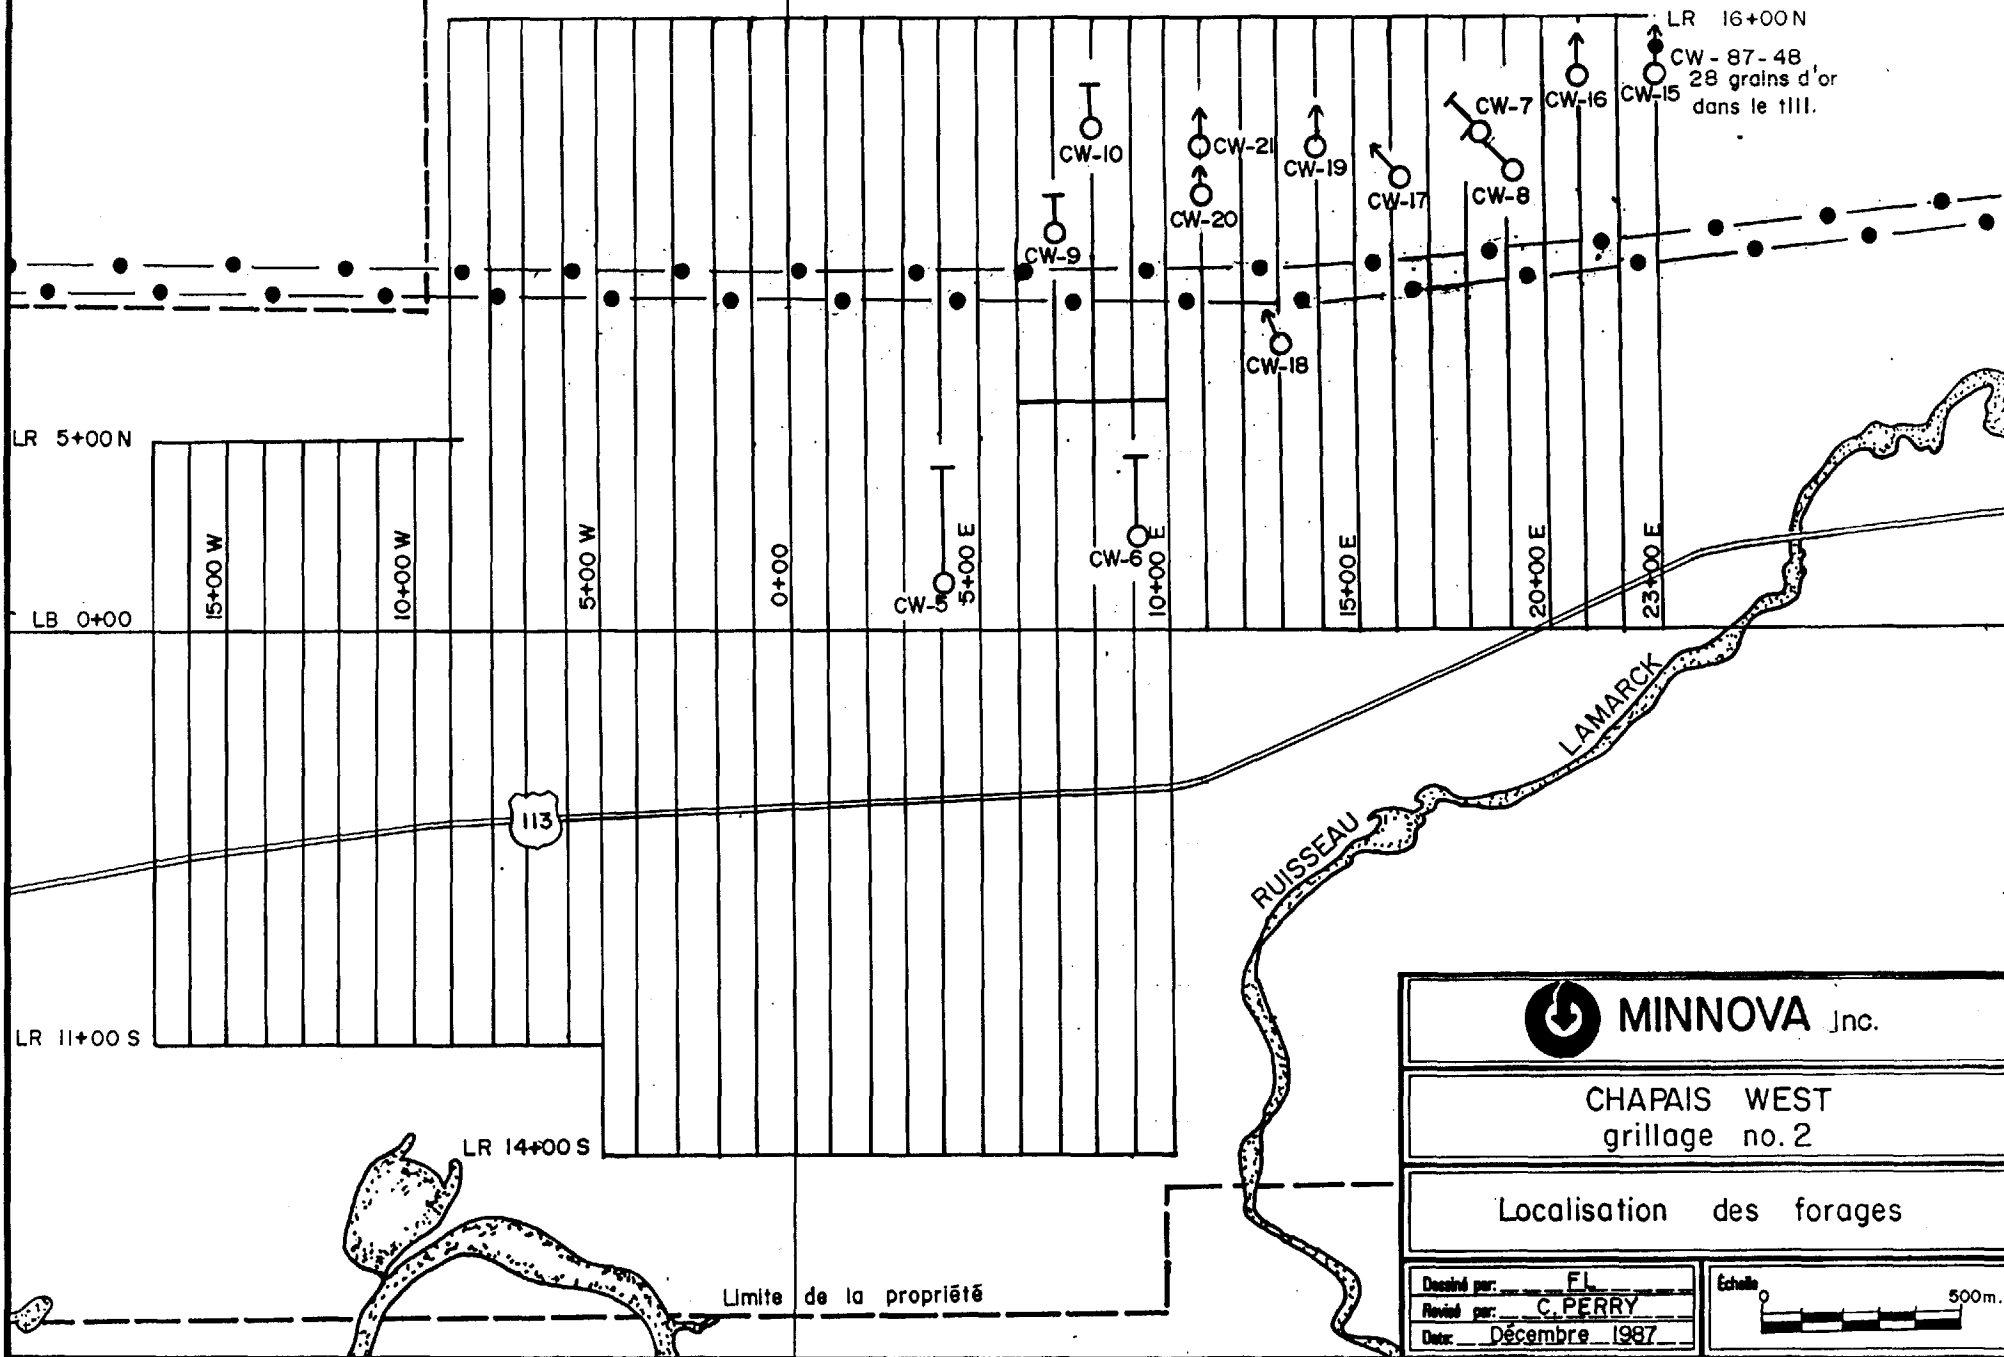 LR 16+00 N
CW-87-48
28 grains d'or
dans le till.
CW-15
CW-16
CW-7
CW-8
CW-10
CW-21
CW-19
CW-17
CW-20
CW-9
CW-18
LR 5+00 N
15+00 W
10+00 W
5+00 W
0+00
5+00 E
10+00 E
15+00 E
20+00 E
23+00 E
CW-6
CW-5
LB 0+00
LAMARCK
RUISSEAU
113
LR 11+00 S
LR 14+00 S
Limite de la propriété
MINNOVA Inc.
CHAPAIS WEST
grillage no. 2
Localisation des forages
Dessiné par: F.L.
Revisé par: C. PERRY
Date: Décembre 1987
Échelle
0 500m.